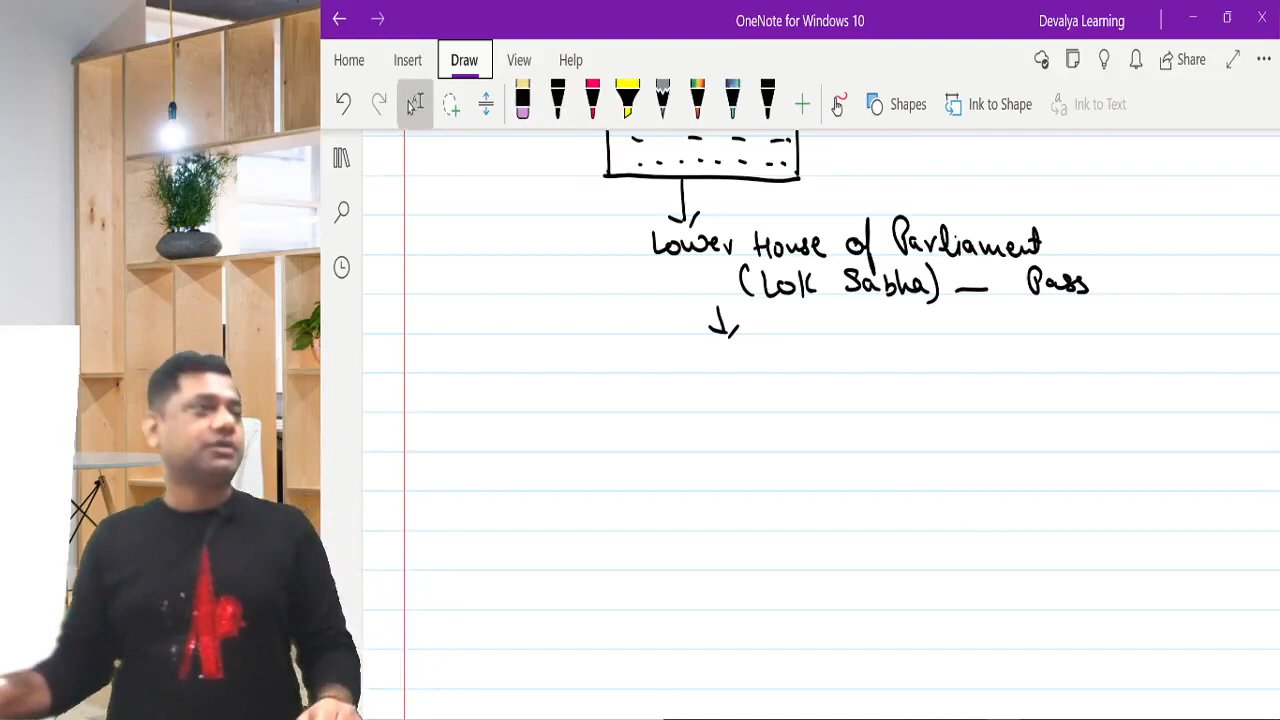 OneNote for Windows 10
Devalya Learning
Home Insert Draw View Help
Share
Shapes Ink to Shape Ink to Text
Lower House of Parliament
(Lok Sabha) — Pass